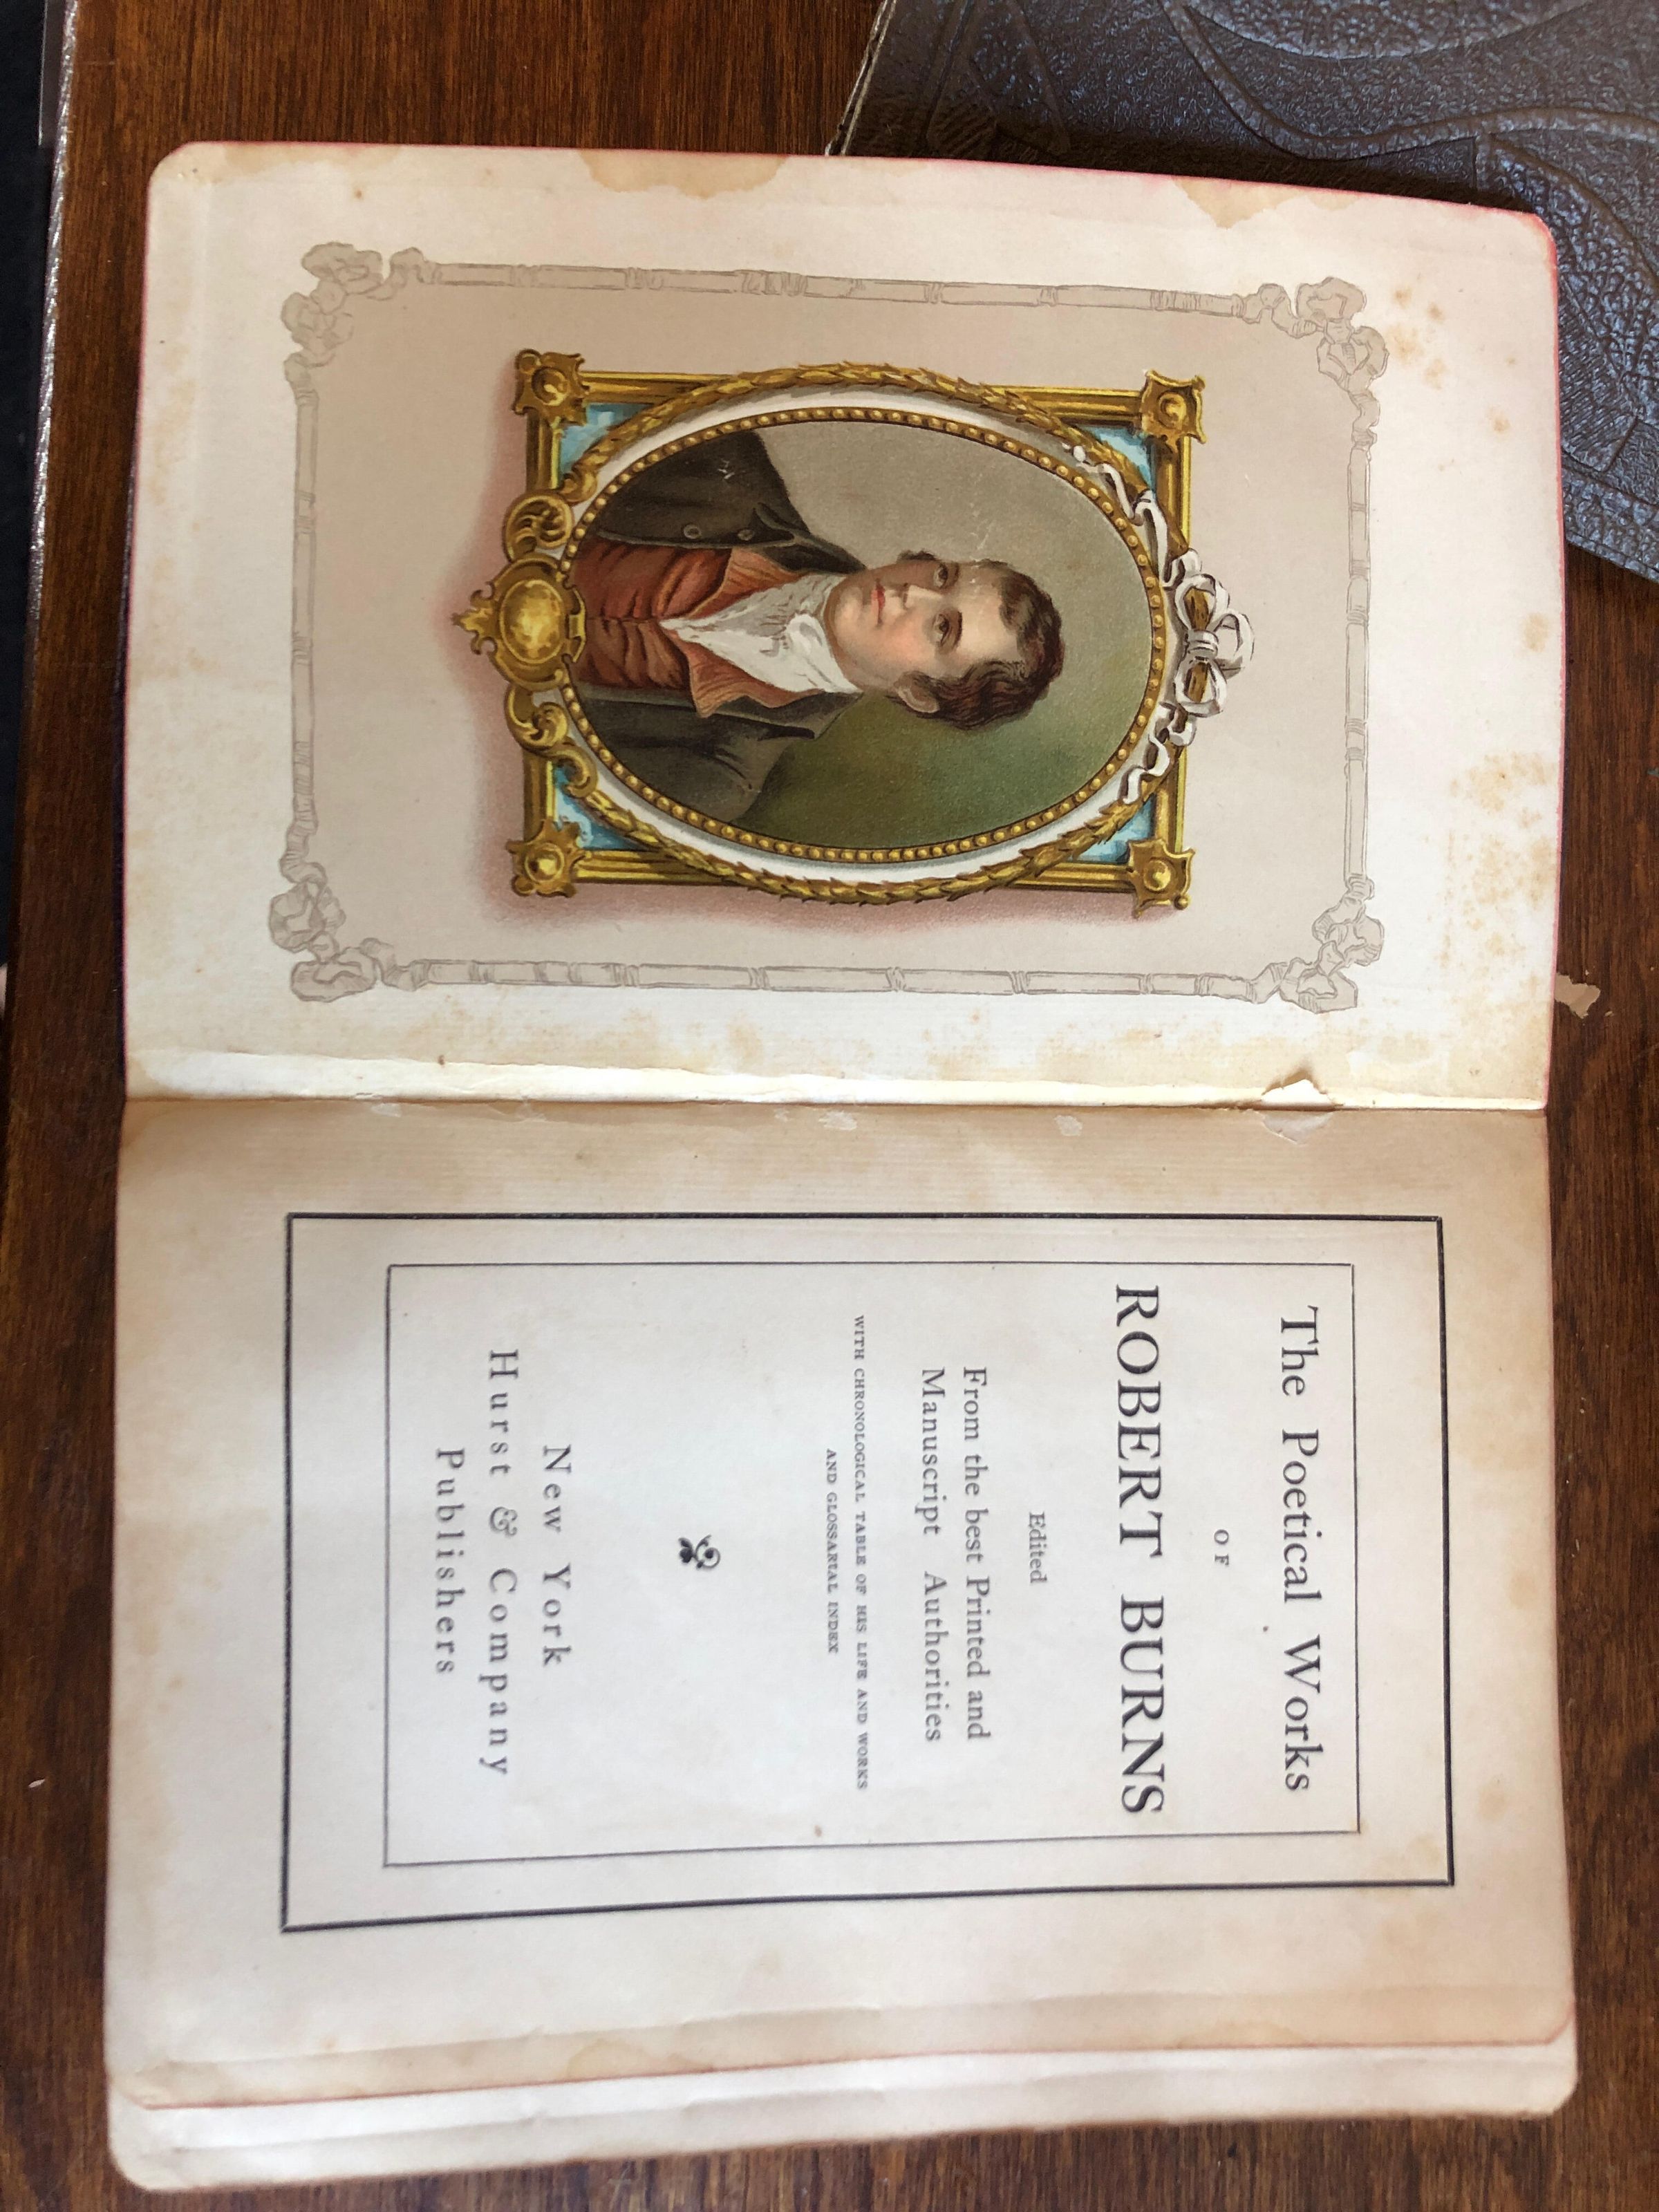 The Poetical Works
OF
ROBERT BURNS
Edited
From the best Printed and
Manuscript Authorities
WITH CHRONOLOGICAL TABLE OF HIS LIFE AND WORKS
AND GLOSSARIAL INDEX
New York
Hurst & Company
Publishers